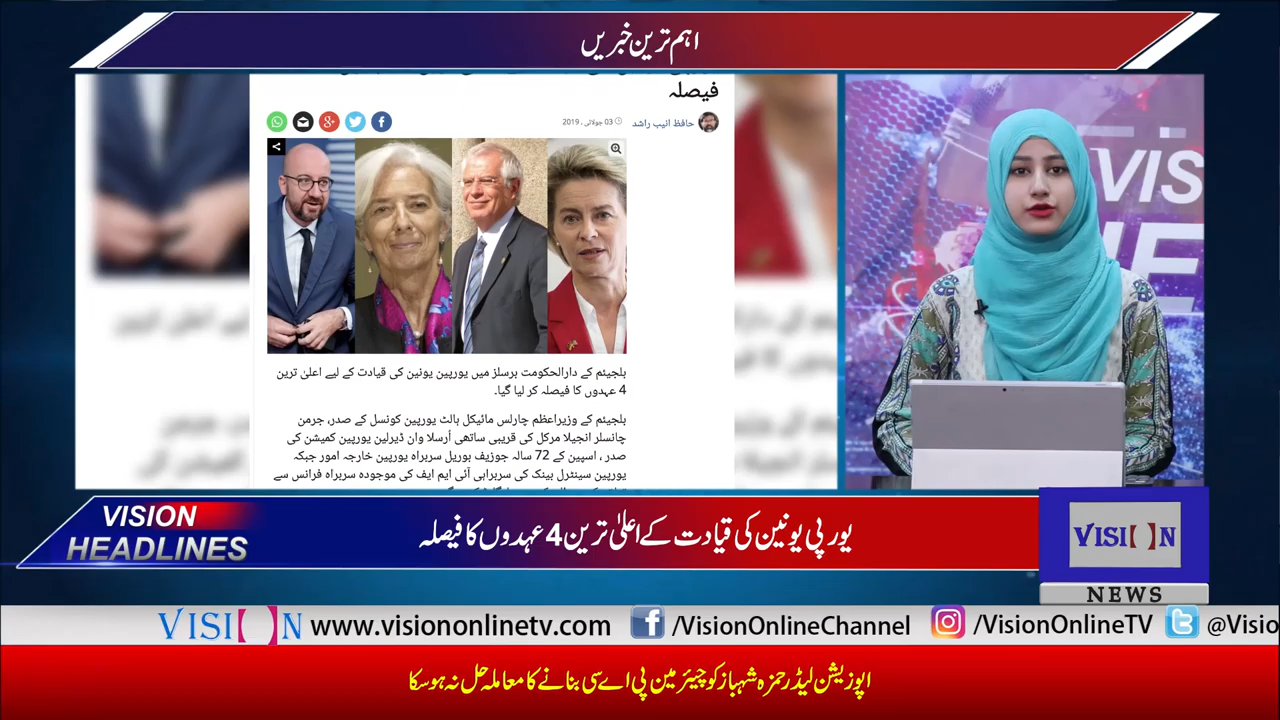 اہم ترین خبریں
فیصلہ
حافظ انیب راشد
03 جولائی ، 2019
بلجیئم کے دارالحکومت برسلز میں یورپین یونین کی قیادت کے لیے اعلیٰ ترین
4 عہدوں کا فیصلہ کر لیا گیا۔
بلجیئم کے وزیراعظم چارلس مائیکل ہالٹ یورپین کونسل کے صدر، جرمن
چانسلر انجیلا مرکل کی قریبی ساتھی اُرسلا وان ڈیرلین یورپین کمیشن کی
صدر ، اسپین کے 72 سالہ جوزیف بوریل سربراہ یورپین خارجہ امور جبکہ
یورپین سینٹرل بینک کی سربراہی آئی ایم ایف کی موجودہ سربراہ فرانس سے
VIS
NE
VISION
HEADLINES
یورپی یونین کی قیادت کے اعلیٰ ترین 4 عہدوں کا فیصلہ
VISION
NEWS
VISION www.visiononlinetv.com /VisionOnlineChannel /VisionOnlineTV @Visio
اپوزیشن لیڈر حمزہ شہباز کو چیئرمین پی اے سی بنانے کا معاملہ حل نہ ہو سکا